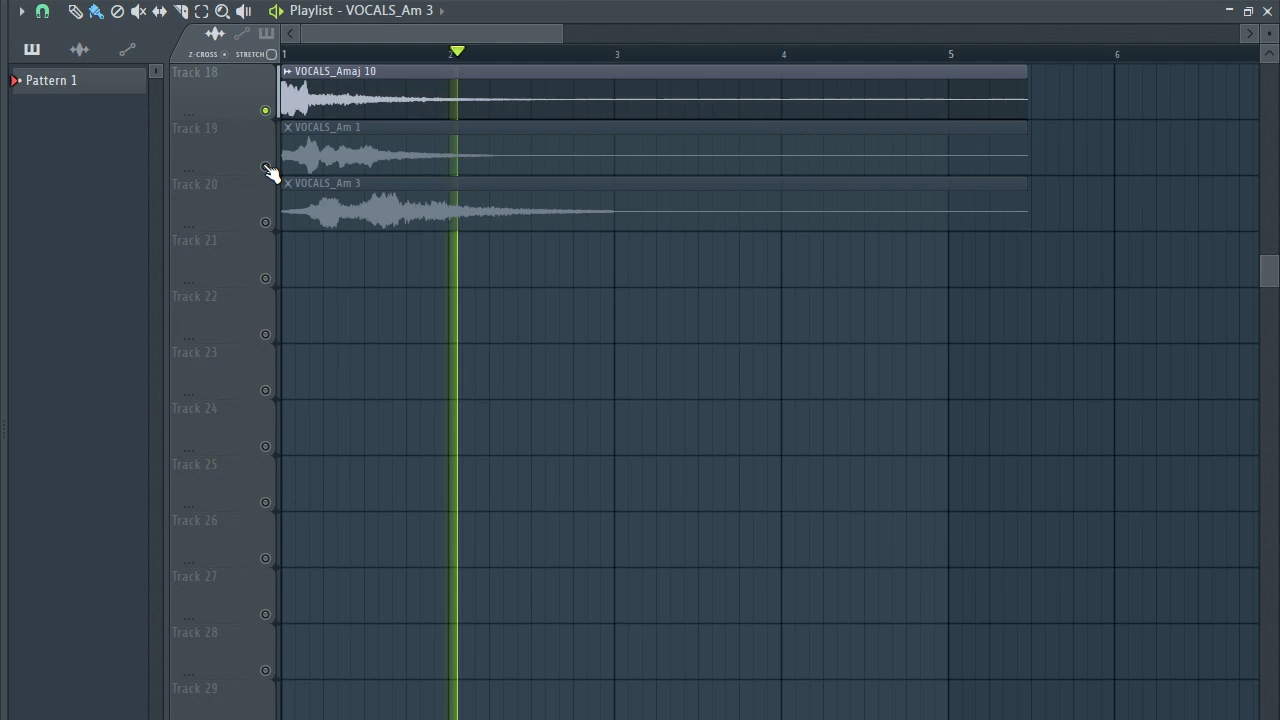 Playlist - VOCALS_Am 3
Z-CROSS STRETCH
1 2 3 4 5 6
Pattern 1
Track 18
VOCALS_Amaj 10
Track 19
VOCALS_Am 1
Track 20
VOCALS_Am 3
Track 21
Track 22
Track 23
Track 24
Track 25
Track 26
Track 27
Track 28
Track 29